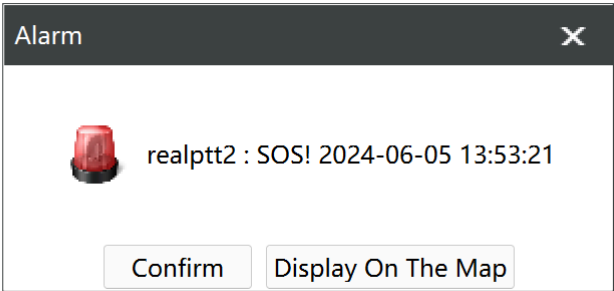 Alarm
realptt2 : SOS! 2024-06-05 13:53:21
Confirm
Display On The Map